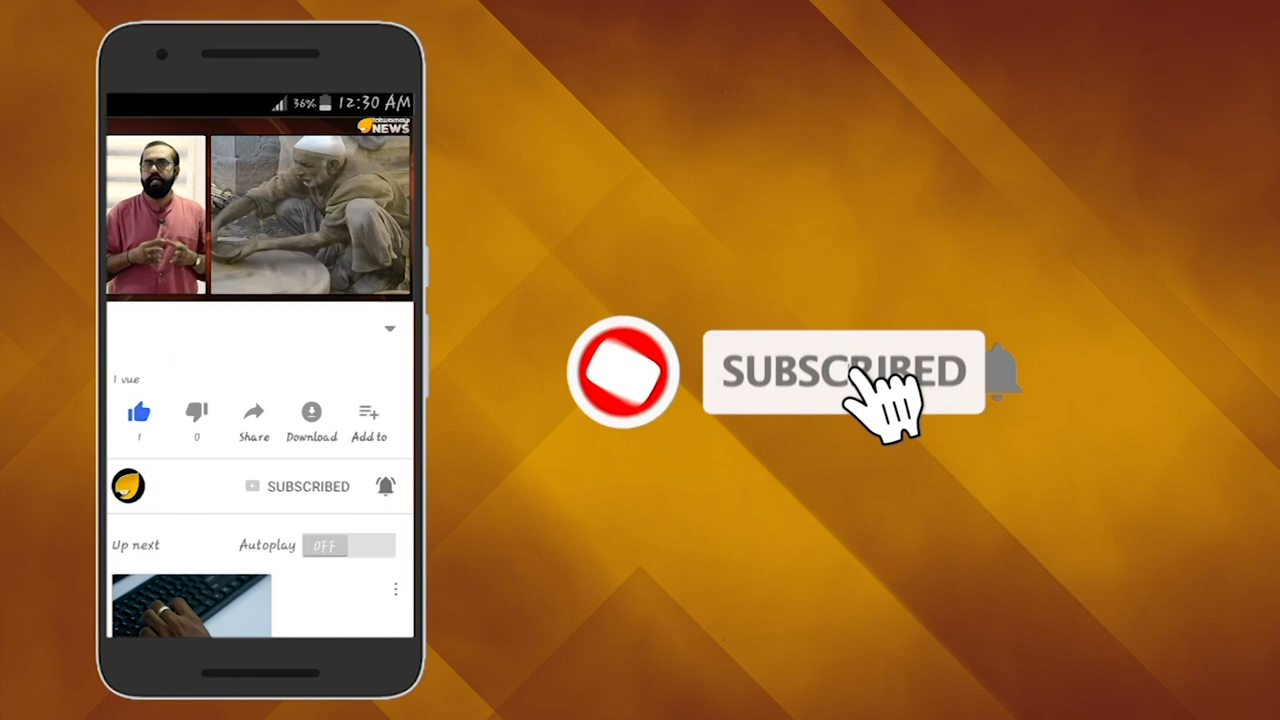 36% 12:30 AM
NEWS
1 vue
1
0
Share
Download
Add to
SUBSCRIBED
Up next
Autoplay
OFF
SUBSCRIBED